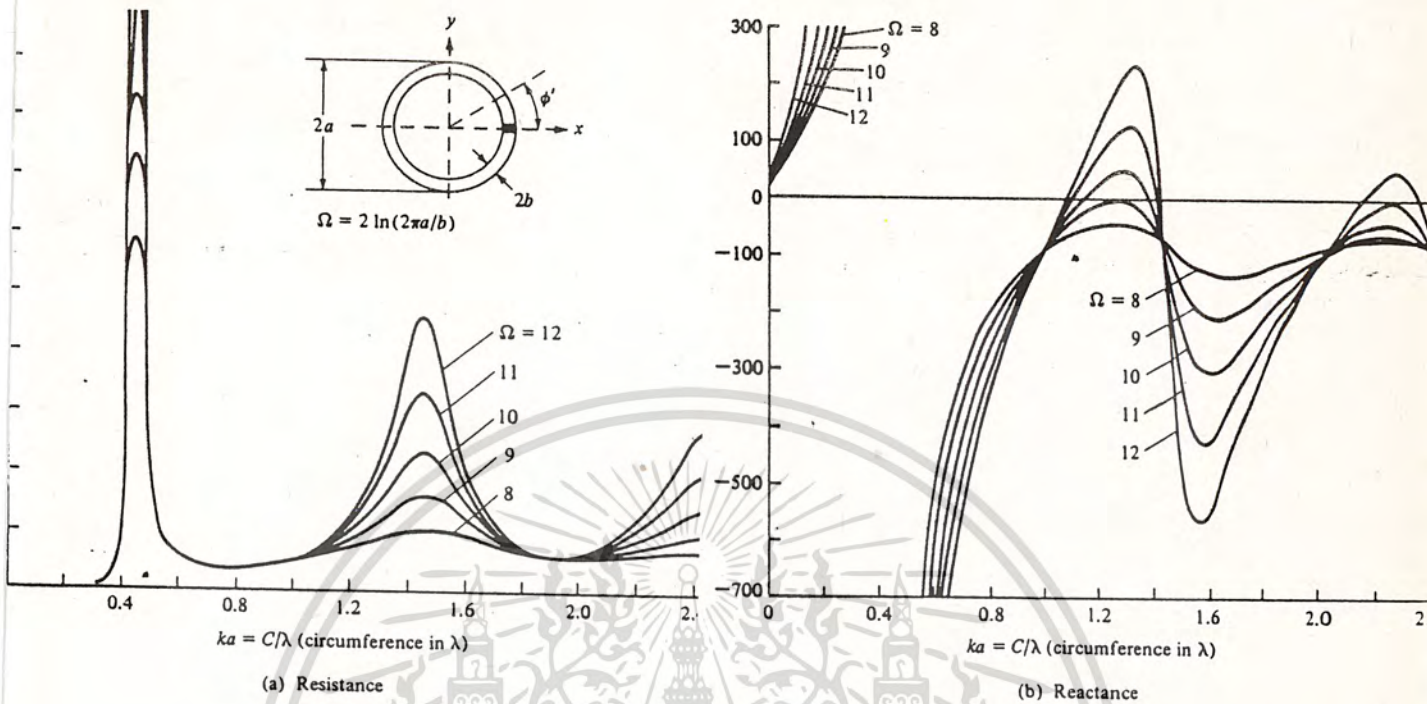 y
ϕ'
2a
x
2b
Ω = 2 ln(2πa/b)
Ω = 12
11
10
9
8
0.4
0.8
1.2
1.6
2.0
2.
ka = C/λ (circumference in λ)
(a) Resistance
300
100
0
−100
−300
−500
−700
Ω = 8
9
10
11
12
Ω = 8
9
10
11
12
0
0.4
0.8
1.2
1.6
2.0
2
ka = C/λ (circumference in λ)
(b) Reactance